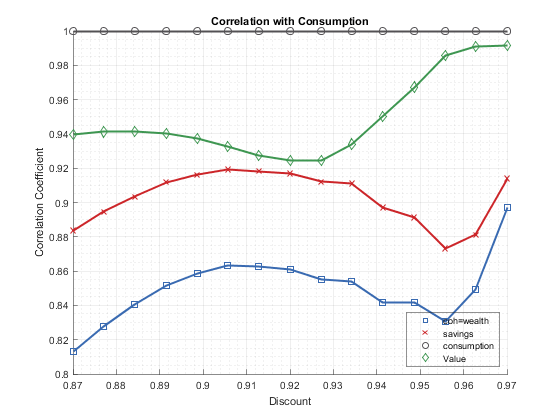 Correlation with Consumption
1
0.98
0.96
0.94
0.92
0.9
0.88
0.86
0.84
0.82
0.8
Correlation Coefficient
0.87 0.88 0.89 0.9 0.91 0.92 0.93 0.94 0.95 0.96 0.97
Discount
savings
consumption
Value